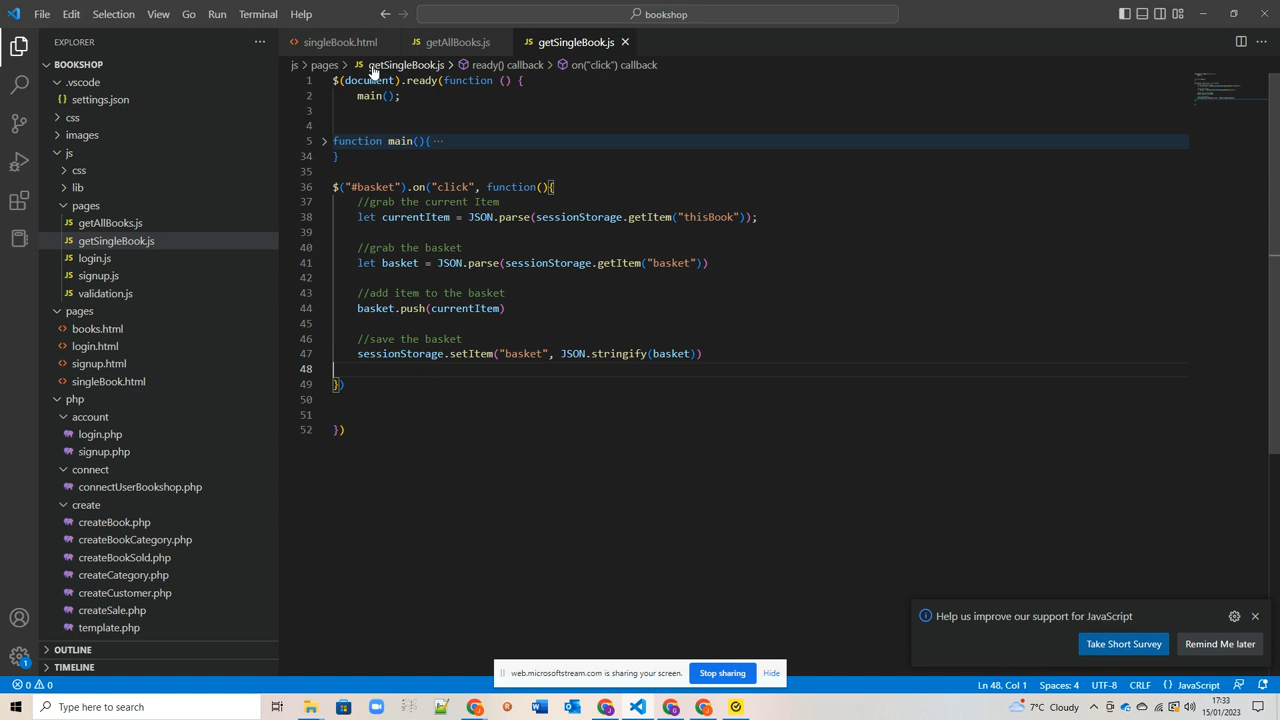 File Edit Selection View Go Run Terminal Help
bookshop
EXPLORER
BOOKSHOP
.vscode
settings.json
css
images
js
css
lib
pages
getAllBooks.js
getSingleBook.js
login.js
signup.js
validation.js
pages
books.html
login.html
signup.html
singleBook.html
php
account
login.php
signup.php
connect
connectUserBookshop.php
create
createBook.php
createBookCategory.php
createBookSold.php
createCategory.php
createCustomer.php
createSale.php
template.php
OUTLINE
TIMELINE
singleBook.html getAllBooks.js getSingleBook.js
js > pages > JS getSingleBook.js > ready() callback > on("click") callback
1 $(document).ready(function () {
2 main();
3
4
5 function main(){ ···
34 }
35
36 $("#basket").on("click", function(){
37 //grab the current Item
38 let currentItem = JSON.parse(sessionStorage.getItem("thisBook"));
39
40 //grab the basket
41 let basket = JSON.parse(sessionStorage.getItem("basket"))
42
43 //add item to the basket
44 basket.push(currentItem)
45
46 //save the basket
47 sessionStorage.setItem("basket", JSON.stringify(basket))
48
49 })
50
51
52 })
Help us improve our support for JavaScript
Take Short Survey Remind Me later
web.microsoftstream.com is sharing your screen. Stop sharing Hide
0 0 Ln 48, Col 1 Spaces: 4 UTF-8 CRLF {} JavaScript
Type here to search
7°C Cloudy
17:33
15/01/2023